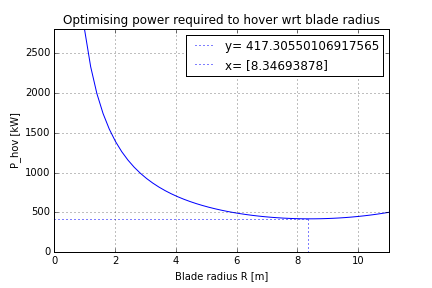 Optimising power required to hover wrt blade radius
y= 417.30550106917565
x= [8.34693878]
2500
2000
1500
1000
500
0
P_hov [kW]
0 2 4 6 8 10
Blade radius R [m]